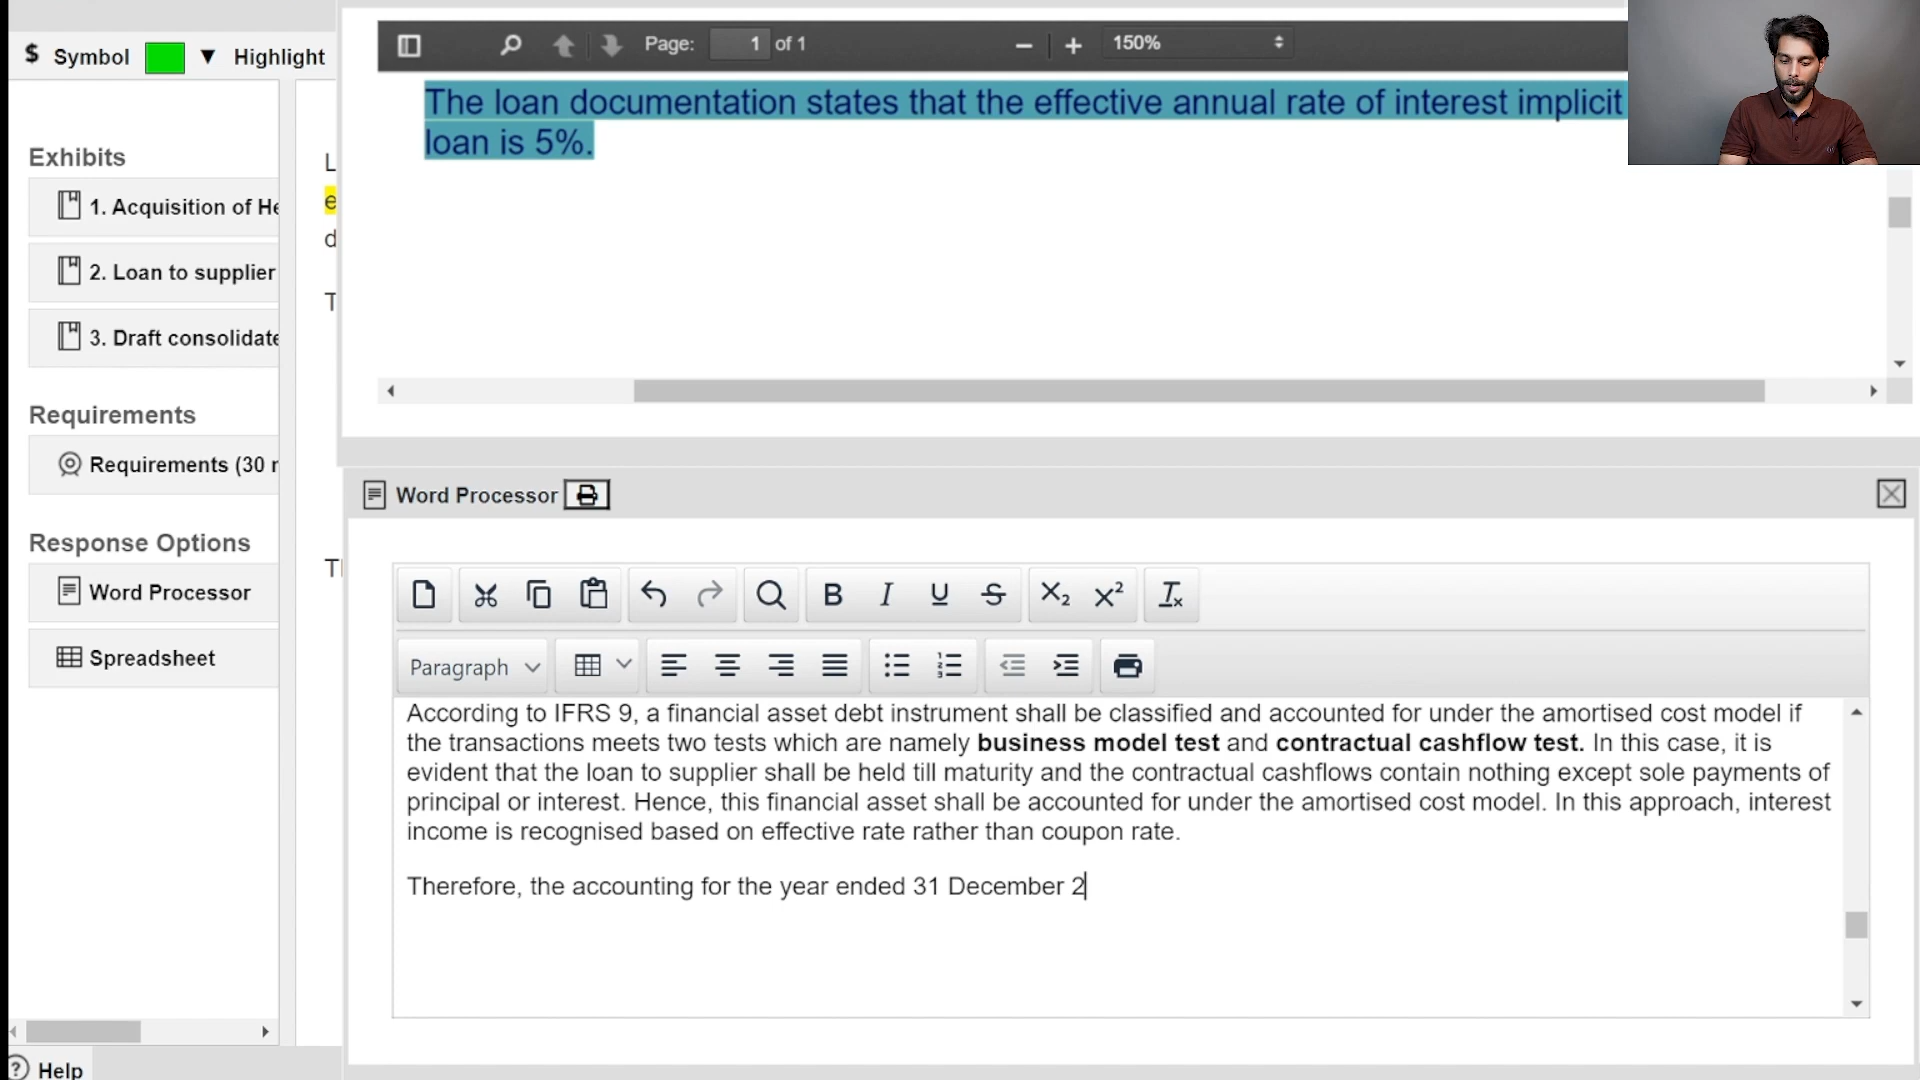 $ Symbol
Highlight
Page: 1 of 1
150%
The loan documentation states that the effective annual rate of interest implicit
loan is 5%.
Exhibits
1. Acquisition of He
2. Loan to supplier
3. Draft consolidate
Requirements
Requirements (30 r
Response Options
Word Processor
Spreadsheet
Help
L
e
d
T
Word Processor
B I U S X₂ X² Tx
Paragraph
According to IFRS 9, a financial asset debt instrument shall be classified and accounted for under the amortised cost model if
the transactions meets two tests which are namely business model test and contractual cashflow test. In this case, it is
evident that the loan to supplier shall be held till maturity and the contractual cashflows contain nothing except sole payments of
principal or interest. Hence, this financial asset shall be accounted for under the amortised cost model. In this approach, interest
income is recognised based on effective rate rather than coupon rate.
Therefore, the accounting for the year ended 31 December 2